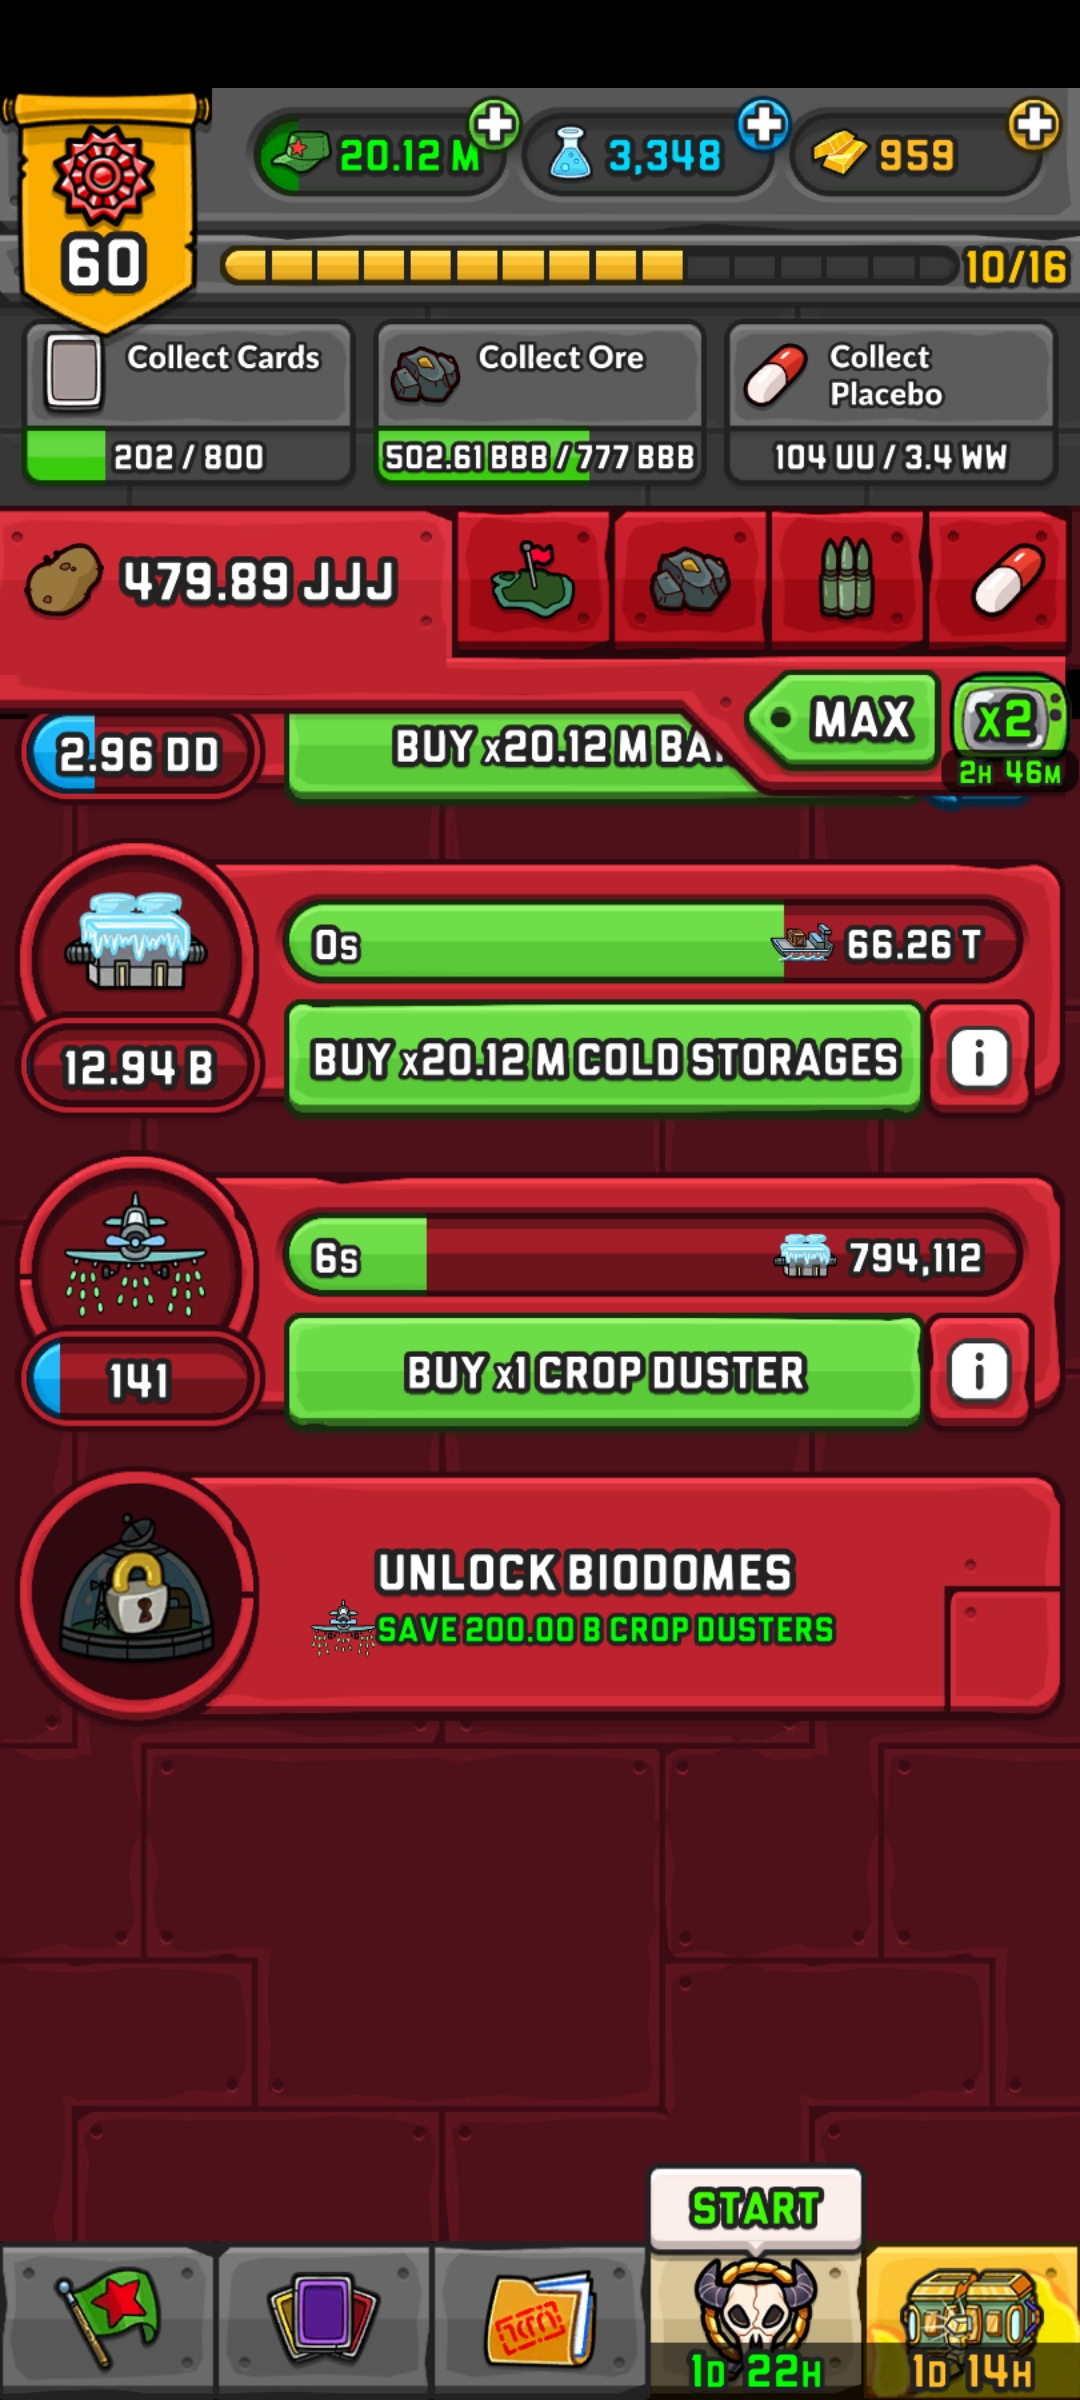 20.12 M
3,348
959
60
10/16
Collect Cards
202 / 800
Collect Ore
502.61 BBB / 777 BBB
Collect
Placebo
104 UU / 3.4 WW
479.89 JJJ
MAX
x2
2H 46M
2.96 DD
BUY x20.12 M
0s
66.26 T
12.94 B
BUY x20.12 M COLD STORAGES
i
6s
794,112
141
BUY x1 CROP DUSTER
i
UNLOCK BIODOMES
SAVE 200.00 B CROP DUSTERS
START
1D 22H
1D 14H